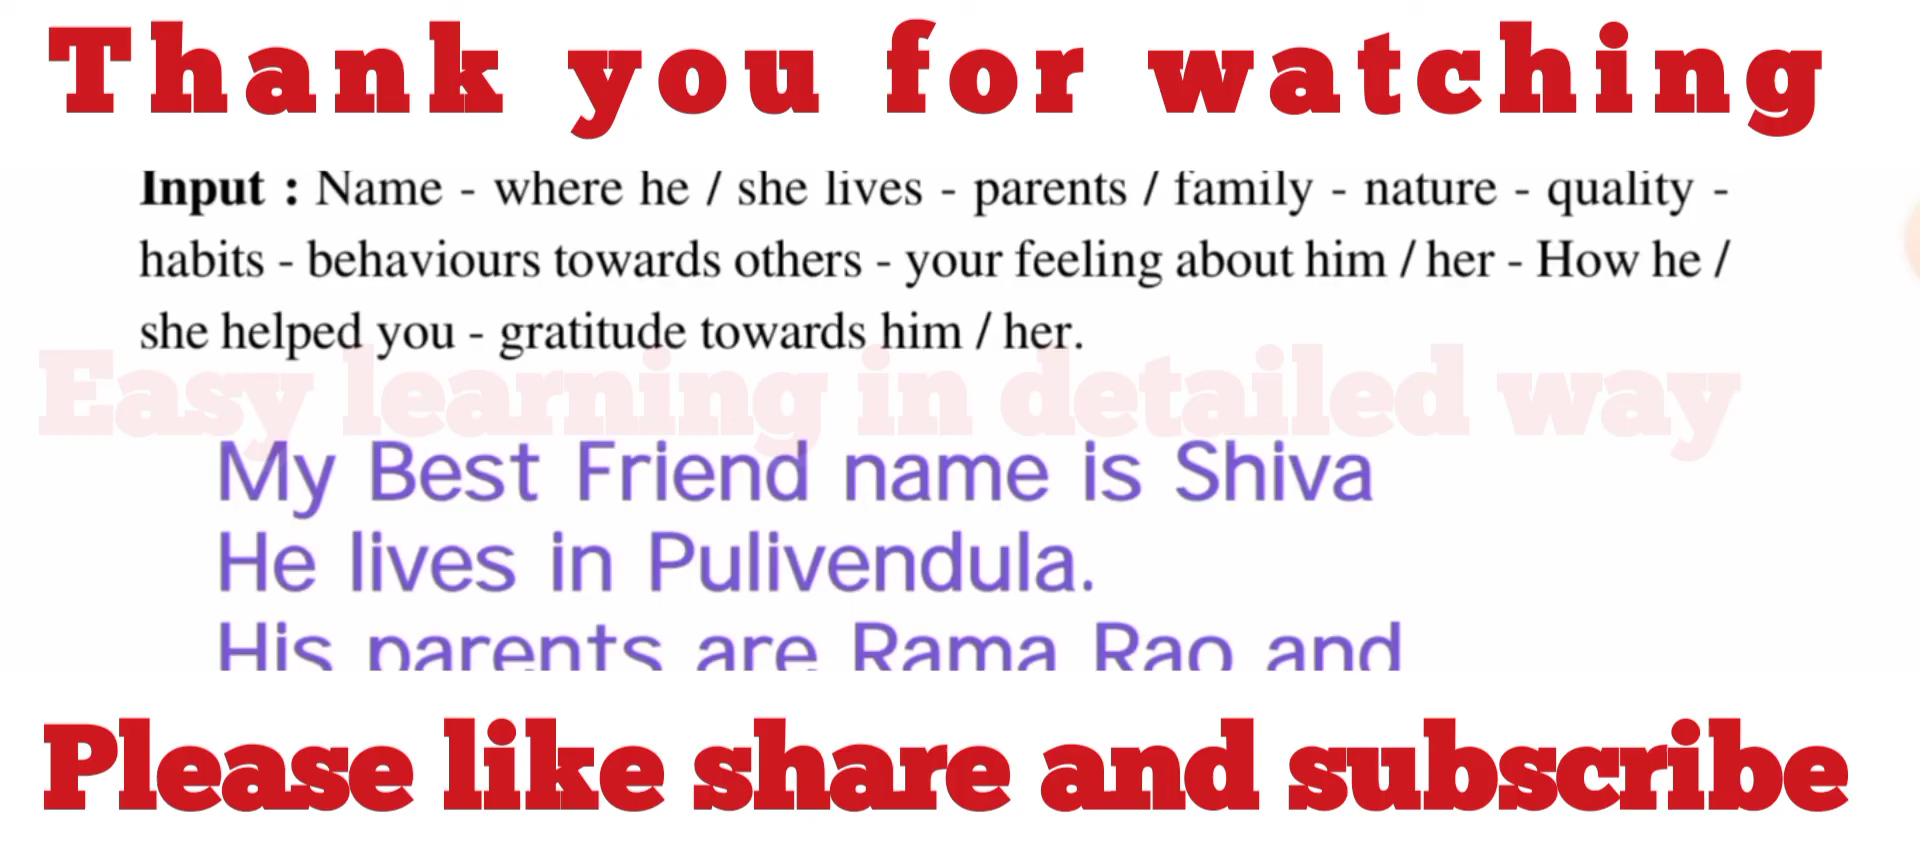 Thank you for watching
Input : Name - where he / she lives - parents / family - nature - quality -
habits - behaviours towards others - your feeling about him / her - How he /
she helped you - gratitude towards him / her.
Easy learning in detailed way
My Best Friend name is Shiva
He lives in Pulivendula.
His parents are Rama Rao and
Please like share and subscribe